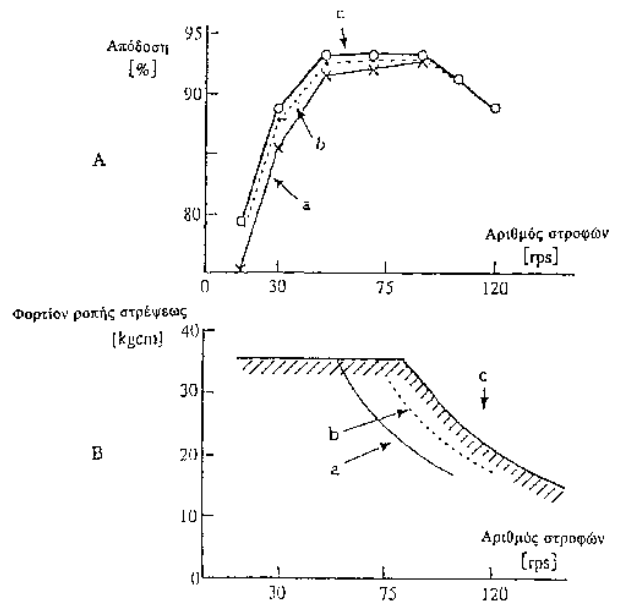 c
95
Απόδοση
[%]
90
A
b
a
80
Αριθμός στροφών
[rps]
0
30
75
120
Φορτίον ροπής στρέψεως
[kgcm]
40
c
30
b
B
20
a
10
Αριθμός στροφών
[rps]
0
30
75
120